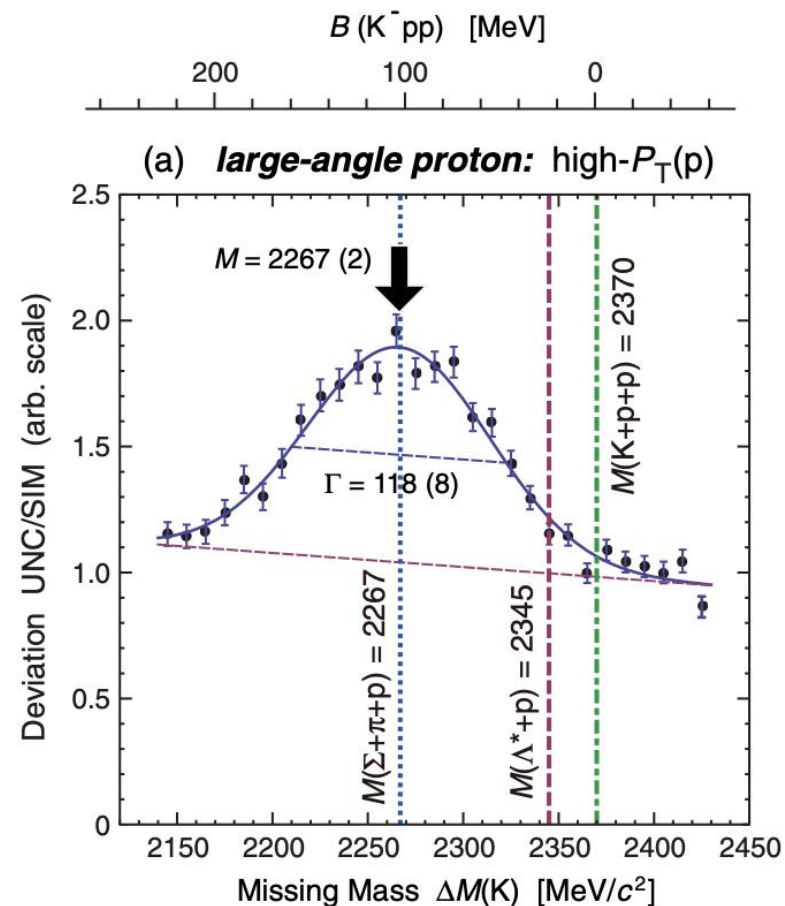 B (K⁻pp) [MeV]
200 100 0
(a) large-angle proton: high-P_T(p)
2.5
2.0
1.5
1.0
0.5
0
Deviation UNC/SIM (arb. scale)
M = 2267 (2)
Γ = 118 (8)
M(Σ+π+p) = 2267
M(Λ*+p) = 2345
M(K+p+p) = 2370
2150 2200 2250 2300 2350 2400 2450
Missing Mass ΔM(K) [MeV/c²]